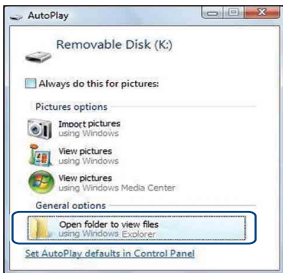 AutoPlay
Removable Disk (K:)
Always do this for pictures:
Pictures options
Import pictures
using Windows
View pictures
using Windows
View pictures
using Windows Media Center
General options
Open folder to view files
using Windows Explorer
Set AutoPlay defaults in Control Panel